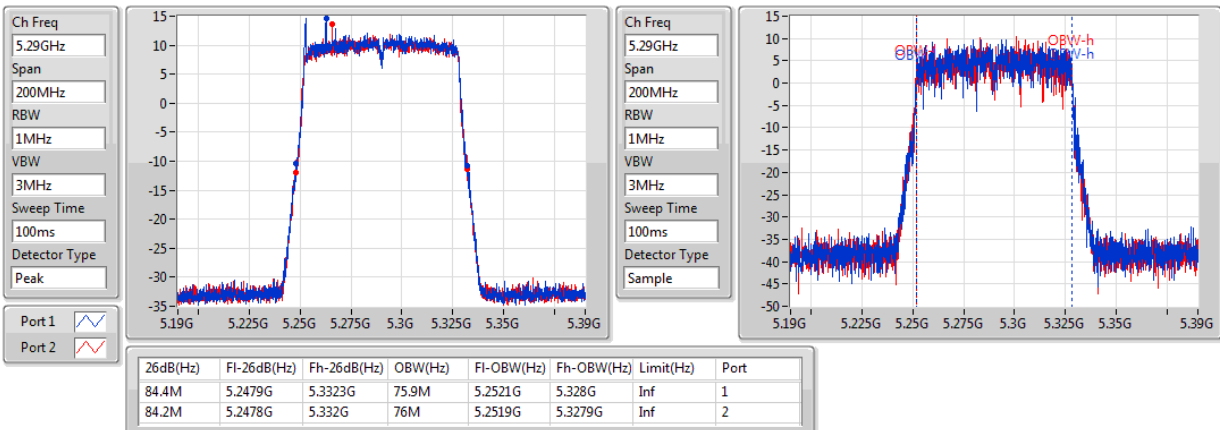 Ch Freq
5.29GHz
Span
200MHz
RBW
1MHz
VBW
3MHz
Sweep Time
100ms
Detector Type
Peak
Port 1
Port 2
15
10
5
0
-5
-10
-15
-20
-25
-30
-35
5.19G 5.225G 5.25G 5.275G 5.3G 5.325G 5.35G 5.39G
Ch Freq
5.29GHz
Span
200MHz
RBW
1MHz
VBW
3MHz
Sweep Time
100ms
Detector Type
Sample
15
10
5
0
-5
-10
-15
-20
-25
-30
-35
-40
-45
-50
OBW-h
OBW-h
5.19G 5.225G 5.25G 5.275G 5.3G 5.325G 5.35G 5.39G
26dB(Hz) Fl-26dB(Hz) Fh-26dB(Hz) OBW(Hz) Fl-OBW(Hz) Fh-OBW(Hz) Limit(Hz) Port
84.4M 5.2479G 5.3323G 75.9M 5.2521G 5.328G Inf 1
84.2M 5.2478G 5.332G 76M 5.2519G 5.3279G Inf 2